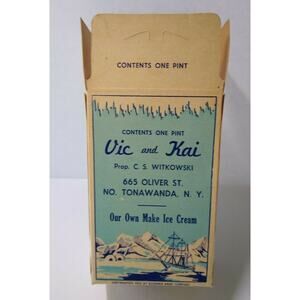 CONTENTS ONE PINT
CONTENTS ONE PINT
Vic and Kai
Prop. C. S. WITKOWSKI
665 OLIVER ST.
NO. TONAWANDA, N. Y.
Our Own Make Ice Cream